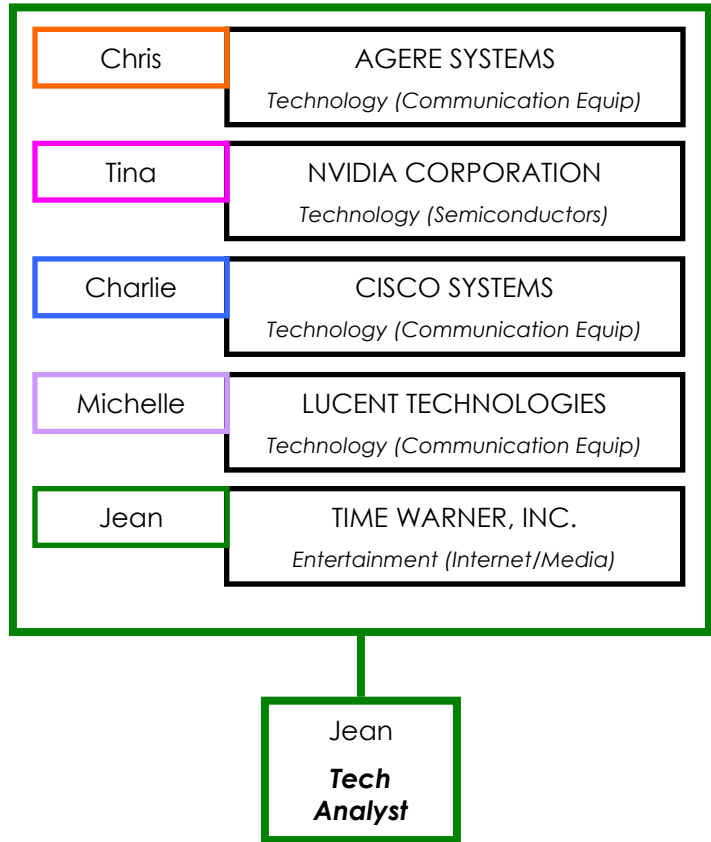 Chris
AGERE SYSTEMS
Technology (Communication Equip)
Tina
NVIDIA CORPORATION
Technology (Semiconductors)
Charlie
CISCO SYSTEMS
Technology (Communication Equip)
Michelle
LUCENT TECHNOLOGIES
Technology (Communication Equip)
Jean
TIME WARNER, INC.
Entertainment (Internet/Media)
Jean
Tech
Analyst